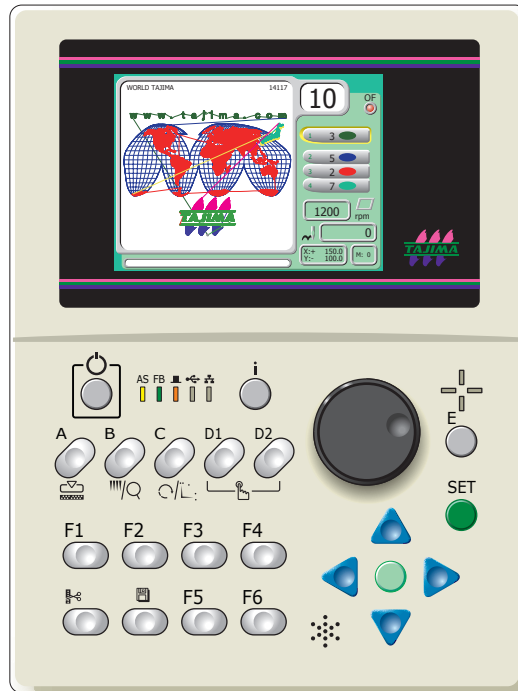 WORLD TAJIMA 14117
www.tajima.com
TAJIMA
10
OF
1 3
2 5
3 2
4 7
1200 rpm
0
X:+ 150.0
Y:- 100.0
M: 0
TAJIMA
AS FB
i
E
A B C D1 D2
SET
F1 F2 F3 F4
F5 F6